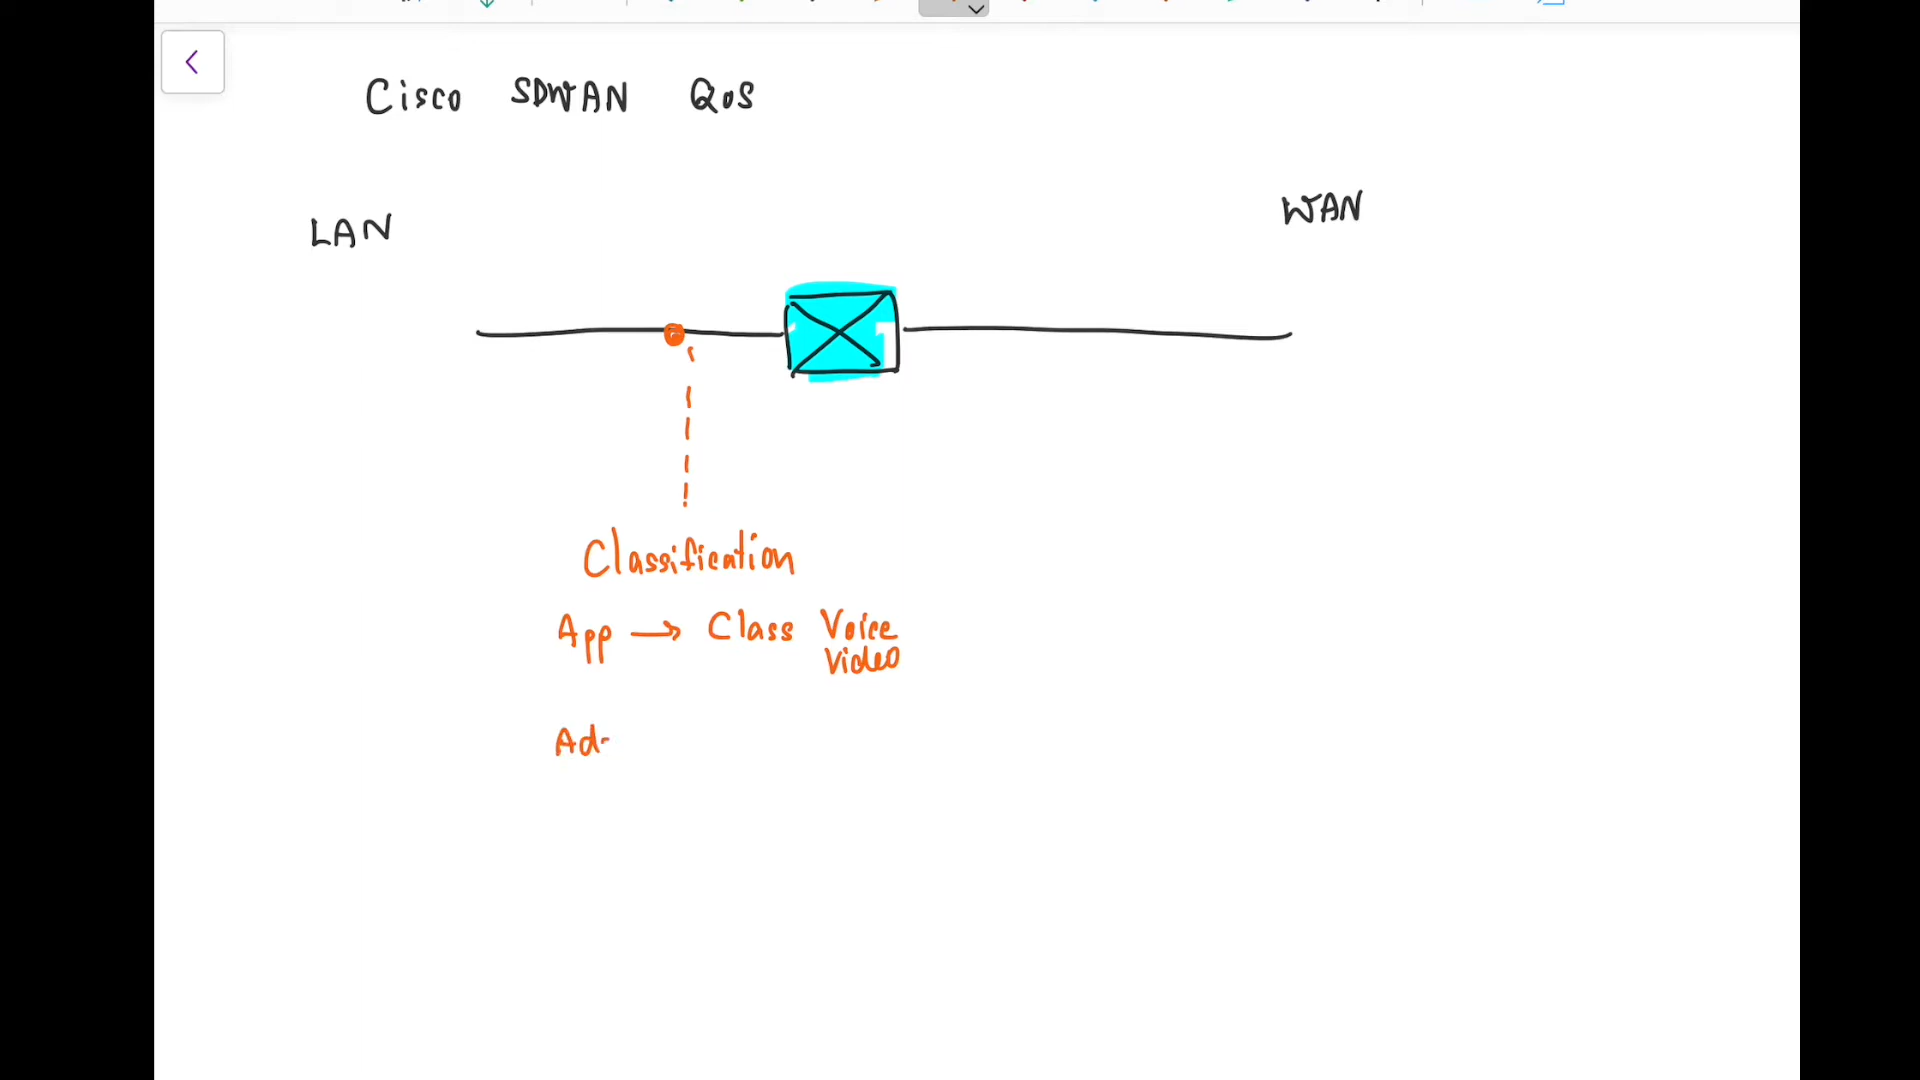 Cisco SDWAN QoS
LAN
WAN
Classification
App → Class Voice
Video
Ad-